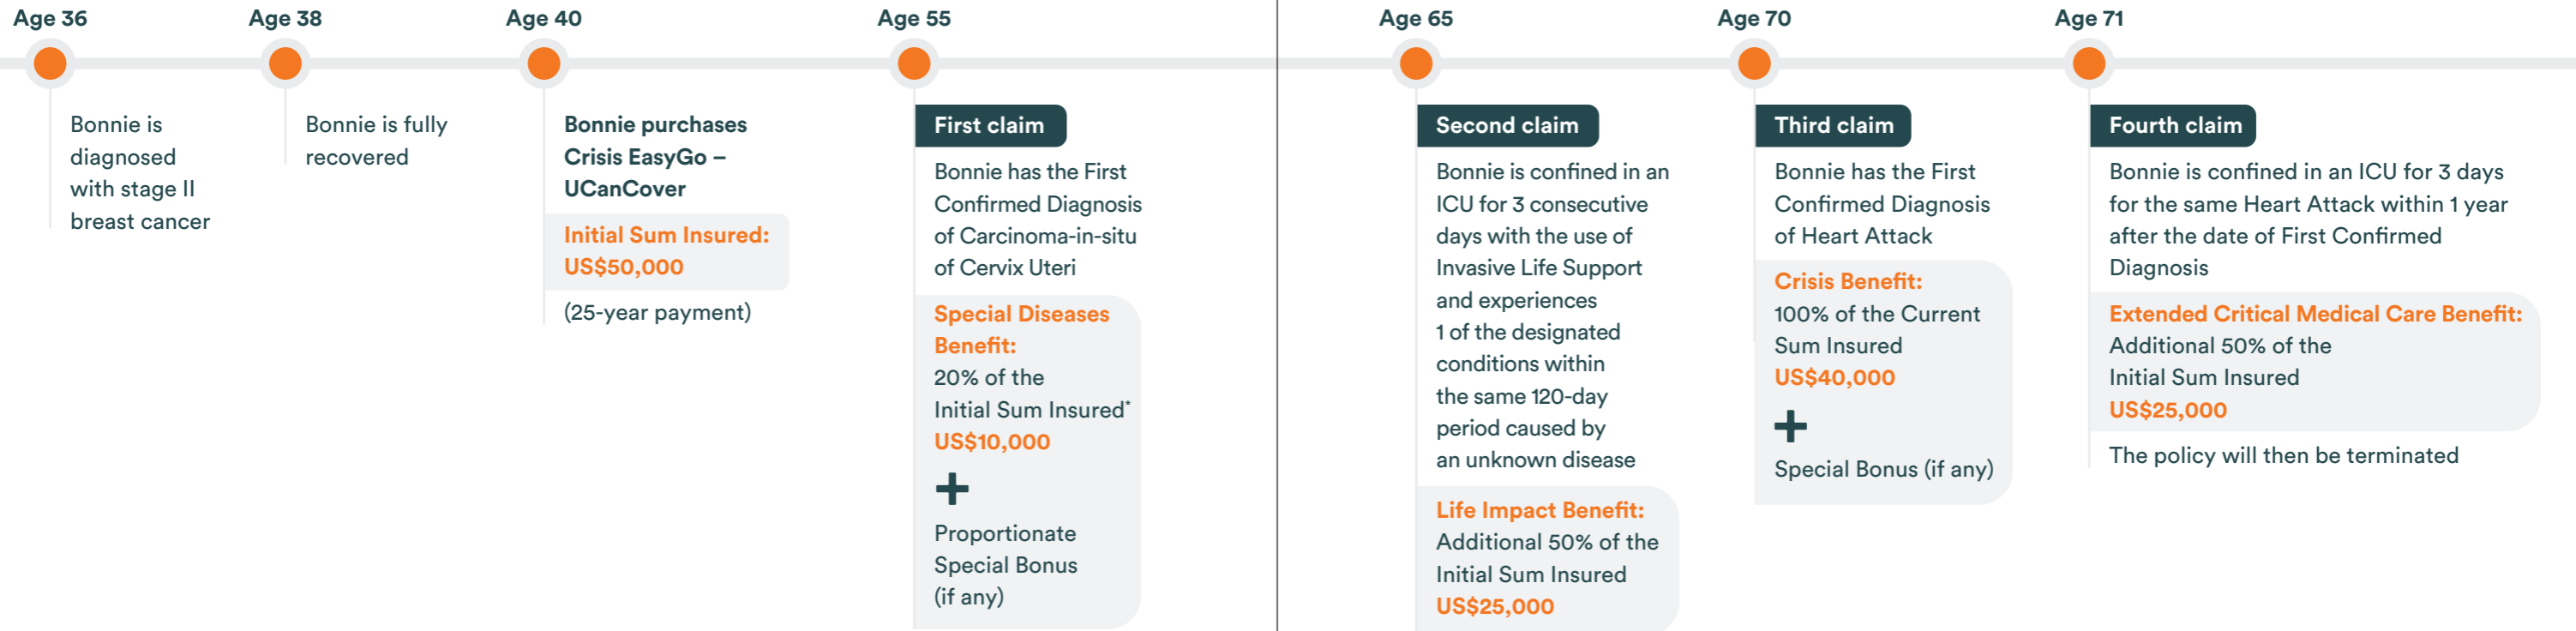 Age 36
Bonnie is
diagnosed
with stage II
breast cancer
Age 38
Bonnie is fully
recovered
Age 40
Bonnie purchases
Crisis EasyGo –
UCanCover
Initial Sum Insured:
US$50,000
(25-year payment)
Age 55
First claim
Bonnie has the First
Confirmed Diagnosis
of Carcinoma-in-situ
of Cervix Uteri
Special Diseases
Benefit:
20% of the
Initial Sum Insured*
US$10,000
+
Proportionate
Special Bonus
(if any)
Age 65
Second claim
Bonnie is confined in an
ICU for 3 consecutive
days with the use of
Invasive Life Support
and experiences
1 of the designated
conditions within
the same 120-day
period caused by
an unknown disease
Life Impact Benefit:
Additional 50% of the
Initial Sum Insured
US$25,000
Age 70
Third claim
Bonnie has the First
Confirmed Diagnosis
of Heart Attack
Crisis Benefit:
100% of the Current
Sum Insured
US$40,000
+
Special Bonus (if any)
Age 71
Fourth claim
Bonnie is confined in an ICU for 3 days
for the same Heart Attack within 1 year
after the date of First Confirmed
Diagnosis
Extended Critical Medical Care Benefit:
Additional 50% of the
Initial Sum Insured
US$25,000
The policy will then be terminated